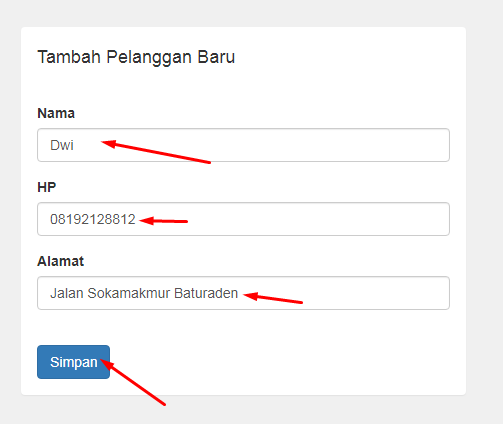 Tambah Pelanggan Baru
Nama
Dwi
HP
08192128812
Alamat
Jalan Sokamakmur Baturaden
Simpan